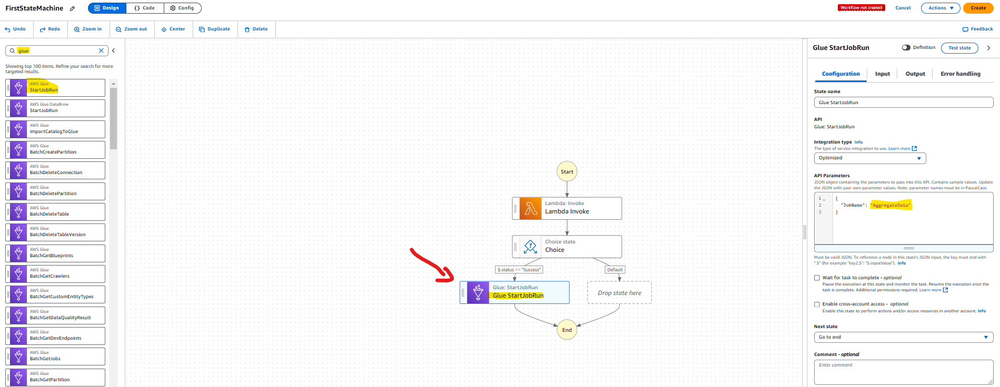 FirstStateMachine
Design
{} Code
Config
Workflow not created
Cancel
Actions
Create
Undo
Redo
Zoom in
Zoom out
Center
Duplicate
Delete
Feedback
glue
Showing top 100 items. Refine your search for more
targeted results.
AWS Glue
StartJobRun
AWS Glue DataBrew
StartJobRun
AWS Glue
ImportCatalogToGlue
AWS Glue
BatchCreatePartition
AWS Glue
BatchDeleteConnection
AWS Glue
BatchDeletePartition
AWS Glue
BatchDeleteTable
AWS Glue
BatchDeleteTableVersion
AWS Glue
BatchGetBlueprints
AWS Glue
BatchGetCrawlers
AWS Glue
BatchGetCustomEntityTypes
AWS Glue
BatchGetDataQualityResult
AWS Glue
BatchGetDevEndpoints
AWS Glue
BatchGetJobs
AWS Glue
BatchGetPartition
Start
Lambda: Invoke
Lambda Invoke
Choice state
Choice
$.status == "Success"
Default
Glue: StartJobRun
Glue StartJobRun
Drop state here
End
Glue StartJobRun
Definition
Test state
Configuration
Input
Output
Error handling
State name
Glue StartJobRun
API
Glue: StartJobRun
Integration type Info
The type of service integration to use. Learn more
Optimized
API Parameters
JSON object containing the parameters to pass into this API. Contains sample values. Update
the JSON with your own parameter values. Note: parameter names must be in PascalCase.
1 {
2 "JobName": "AggregateData"
3 }
Must be valid JSON. To reference a node in this state's JSON input, the key must end with
".$" (for example "key2.$": "$.inputValue"). Info
Wait for task to complete - optional
Pause the execution at this state and monitor the task. Resume the execution once the
task is complete. Additional permissions required. Learn more
Enable cross-account access - optional
Enable this state to perform actions and/or access resources in another account. Info
Next state
Go to end
Comment - optional
Enter comment